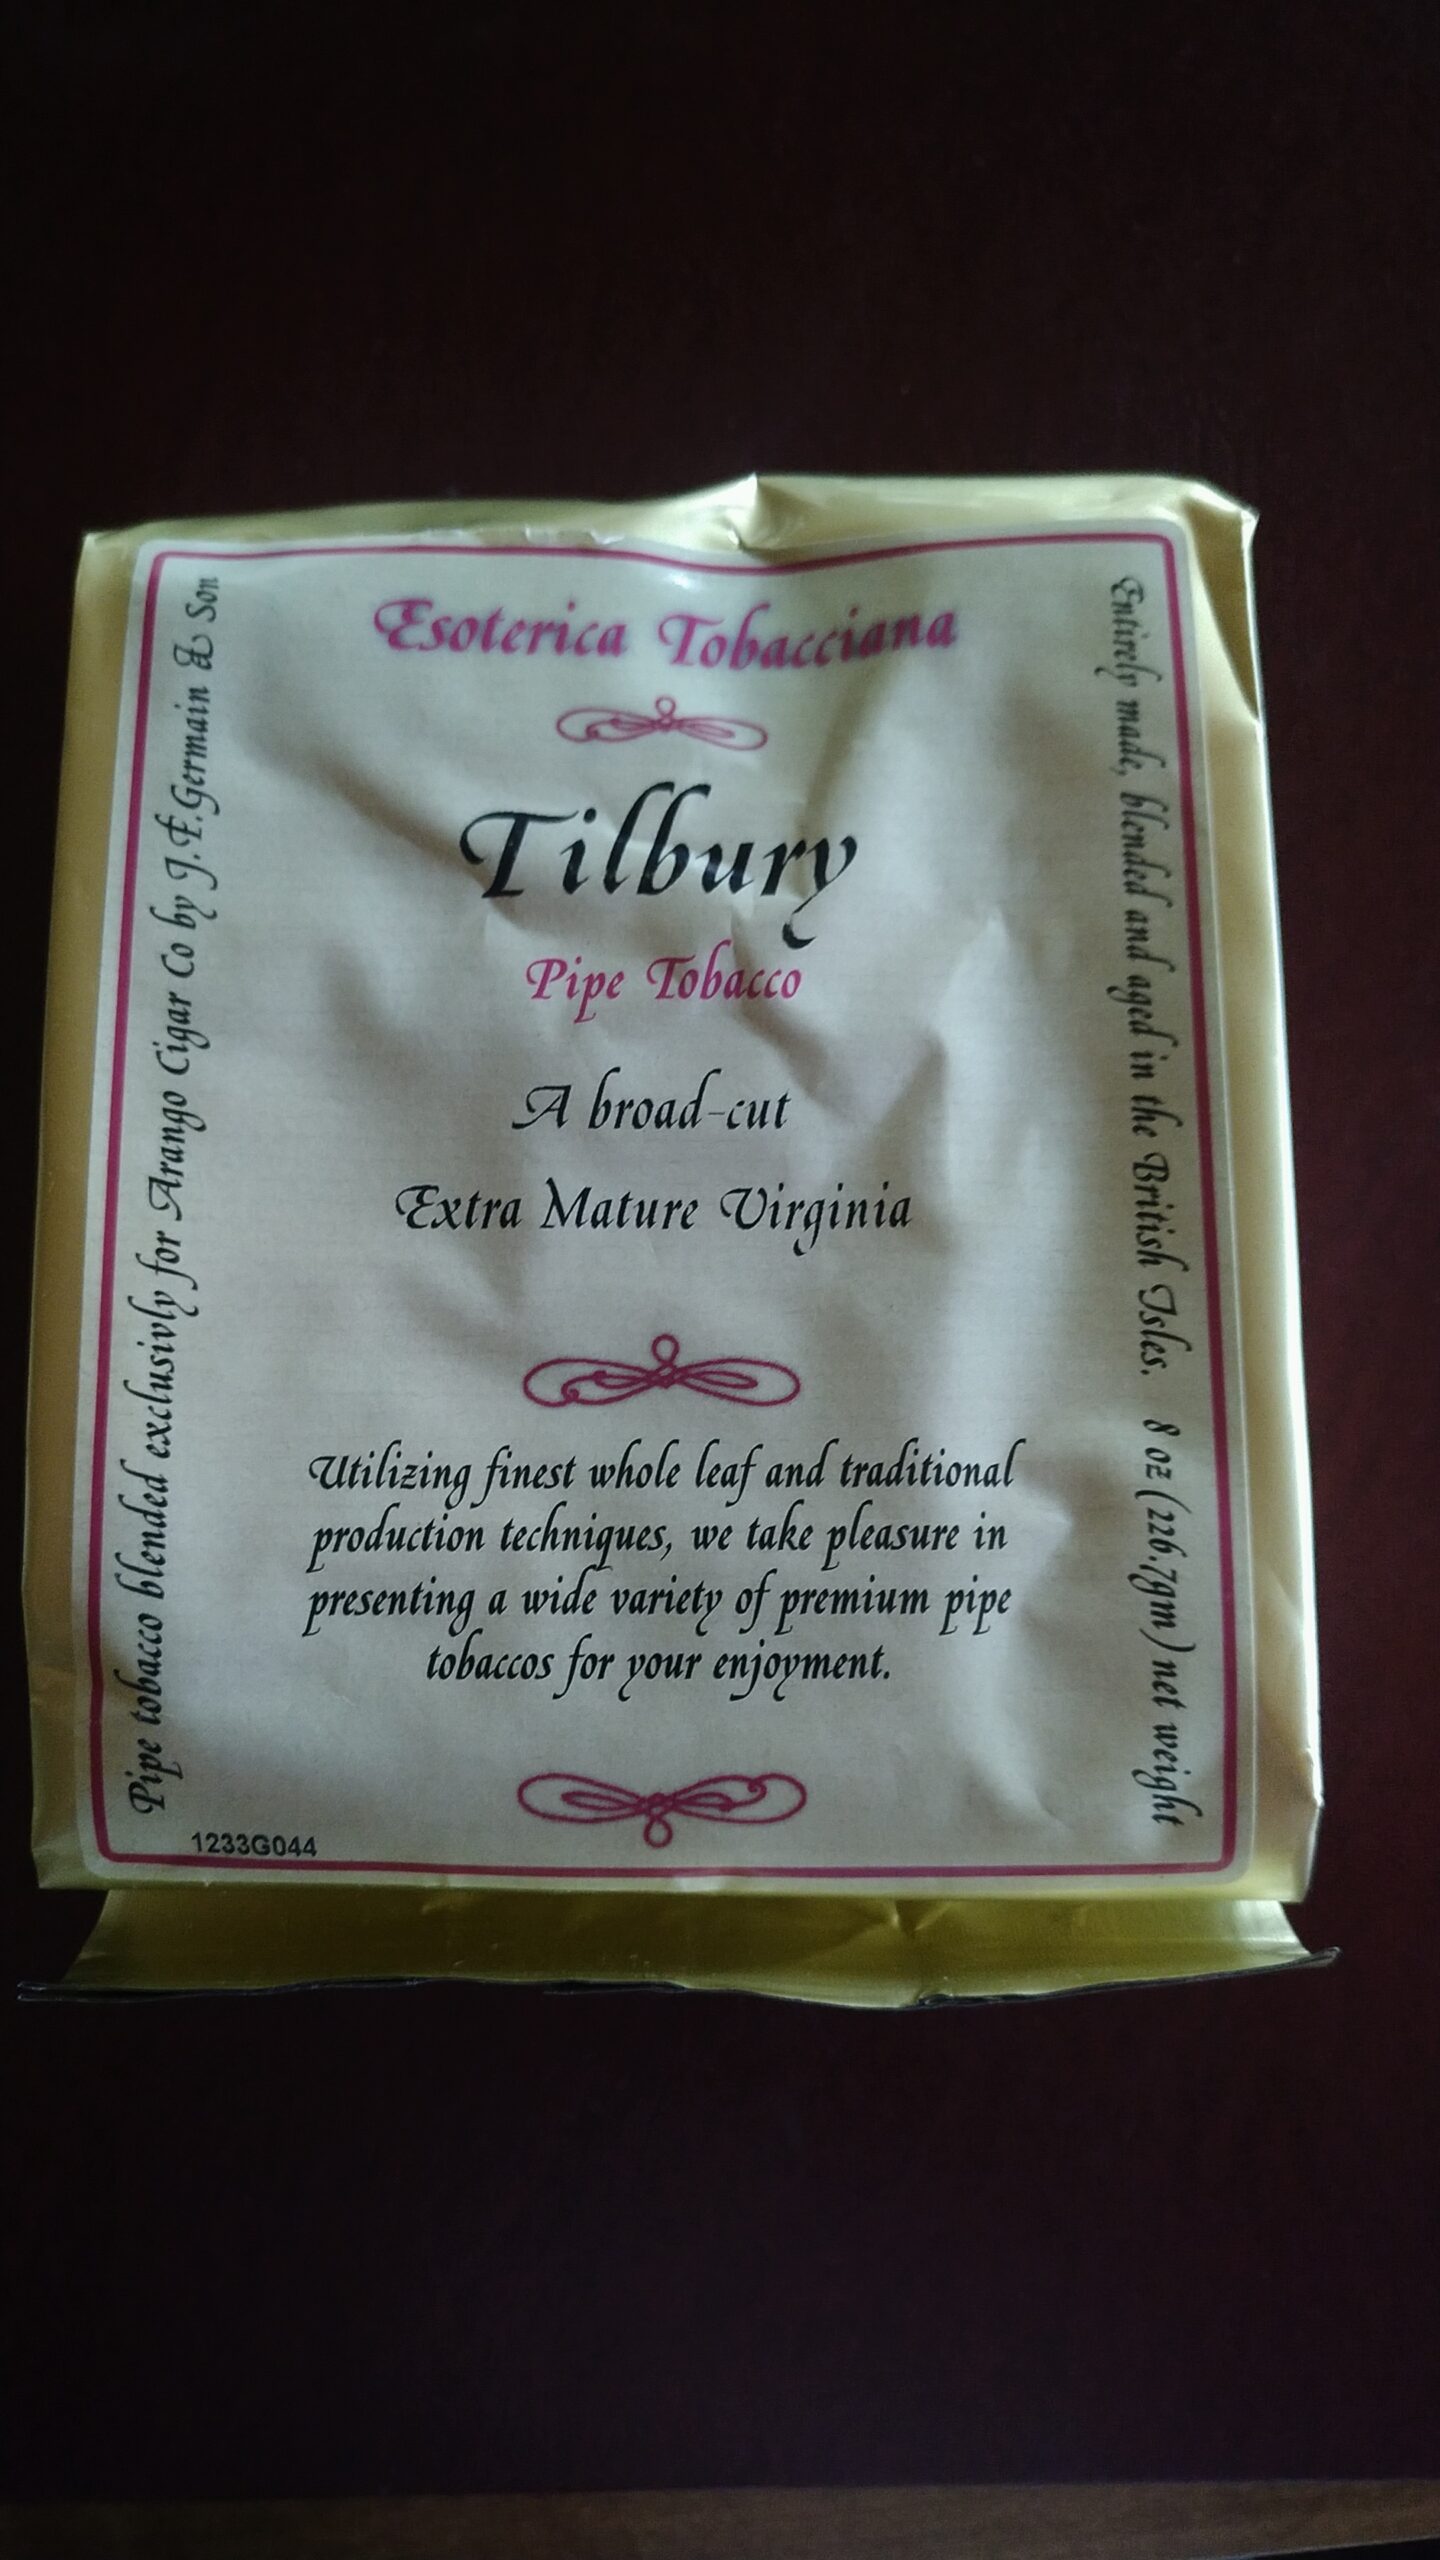 Esoterica Tobacciana
Tilbury
Pipe Tobacco
A broad-cut
Extra Mature Virginia
Utilizing finest whole leaf and traditional
production techniques, we take pleasure in
presenting a wide variety of premium pipe
tobaccos for your enjoyment.
Pipe tobacco blended exclusivly for Arango Cigar Co by J.F.Germain & Son
Entirely made, blended and aged in the British Isles. 8 oz (226.7gm) net weight
1233G044